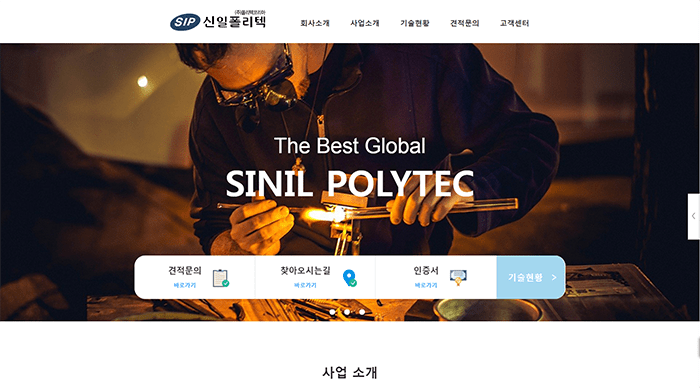 (주)폴리텍코리아
SIP 신일폴리텍
회사소개 사업소개 기술현황 견적문의 고객센터
The Best Global
SINIL POLYTEC
견적문의 찾아오시는길 인증서 기술현황 >
바로가기 바로가기 바로가기
사업 소개